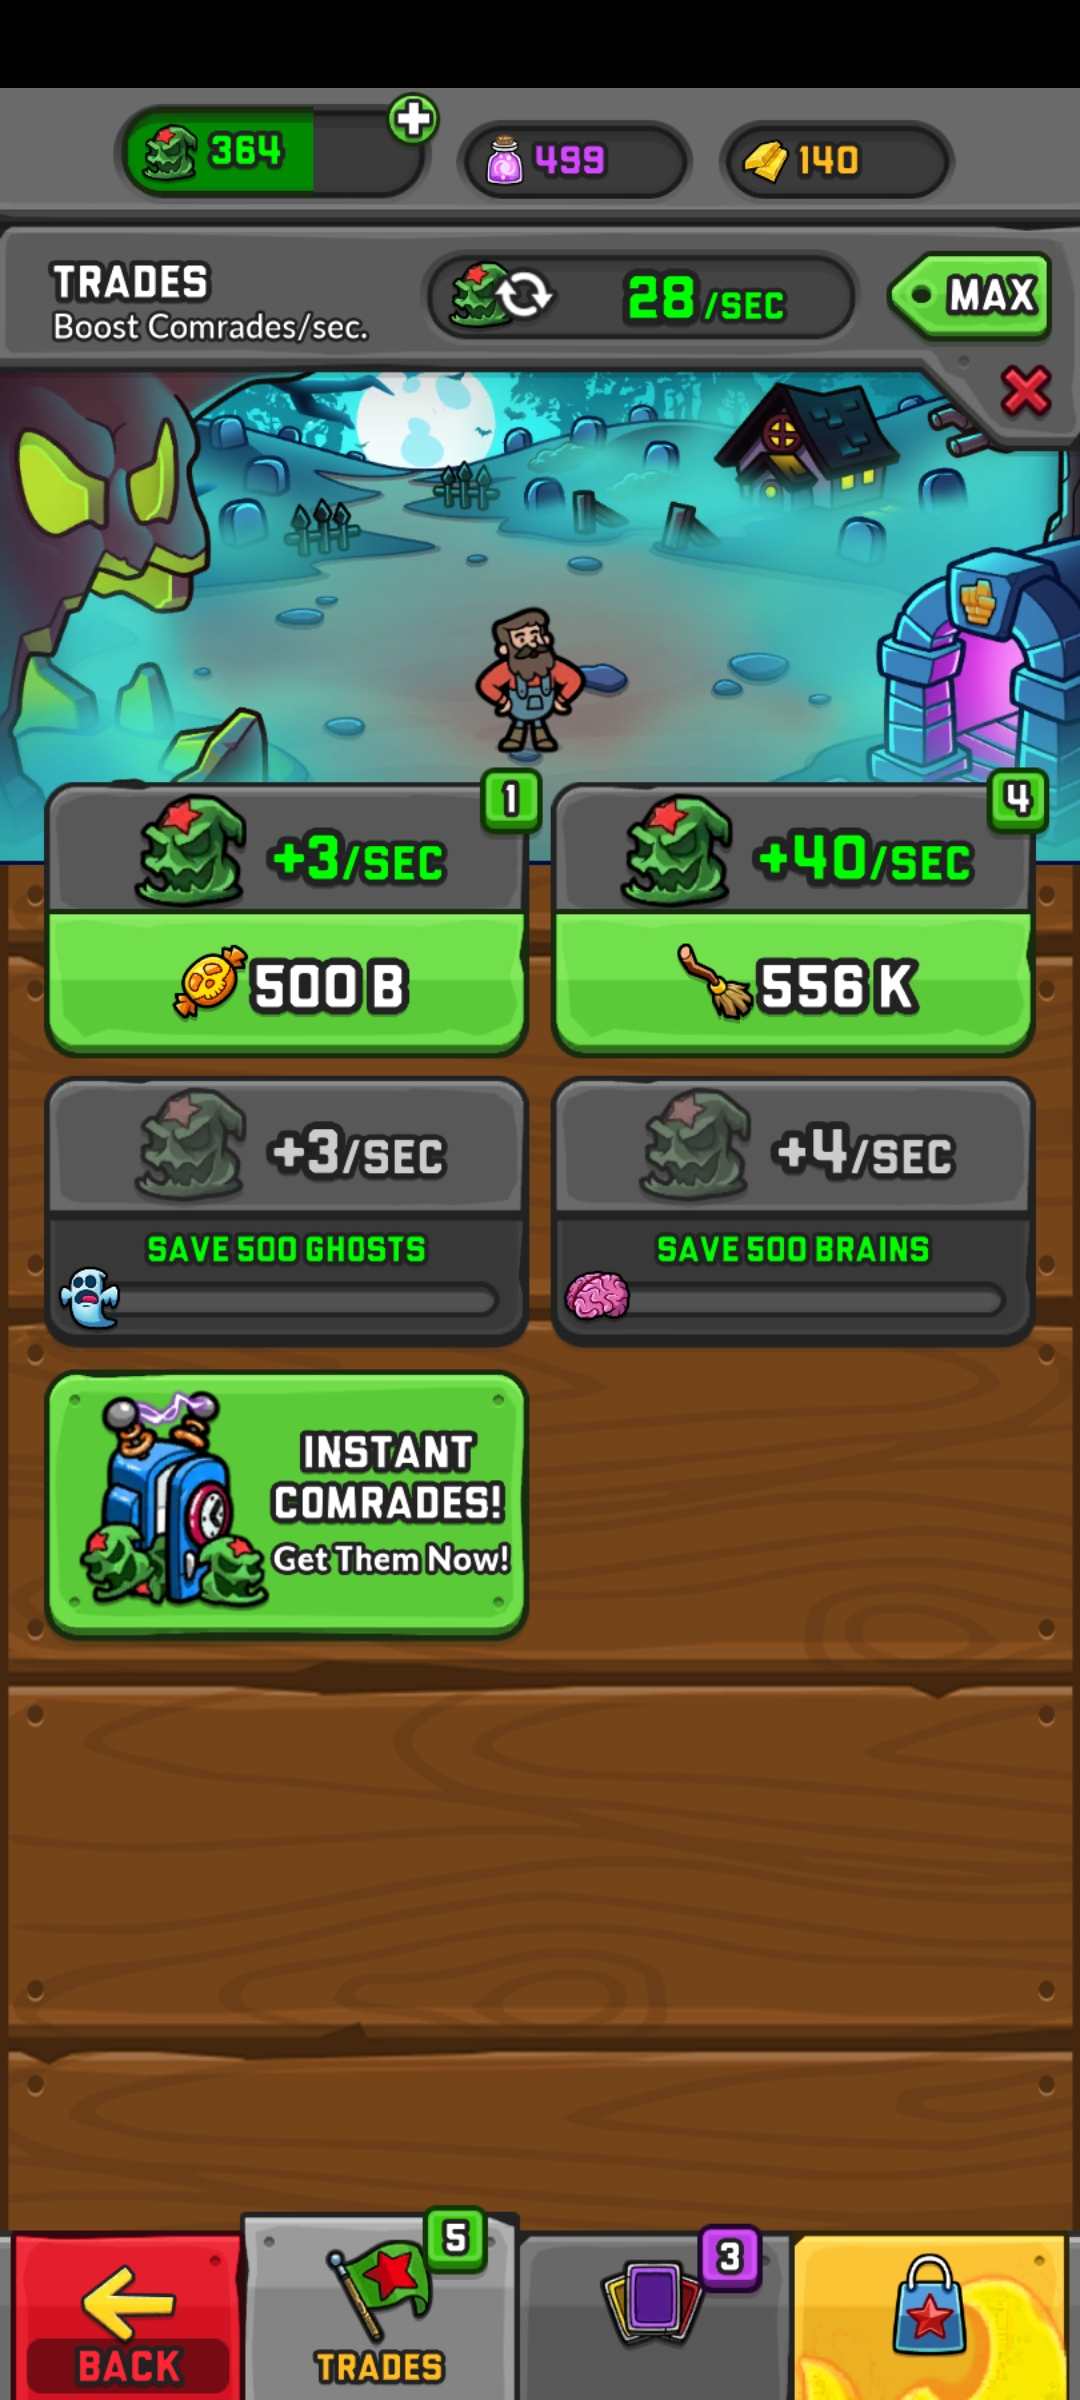 364
499
140
TRADES
Boost Comrades/sec.
28/SEC
MAX
1
4
+3/SEC
+40/SEC
500 B
556 K
+3/SEC
+4/SEC
SAVE 500 GHOSTS
SAVE 500 BRAINS
INSTANT
COMRADES!
Get Them Now!
5
3
BACK
TRADES